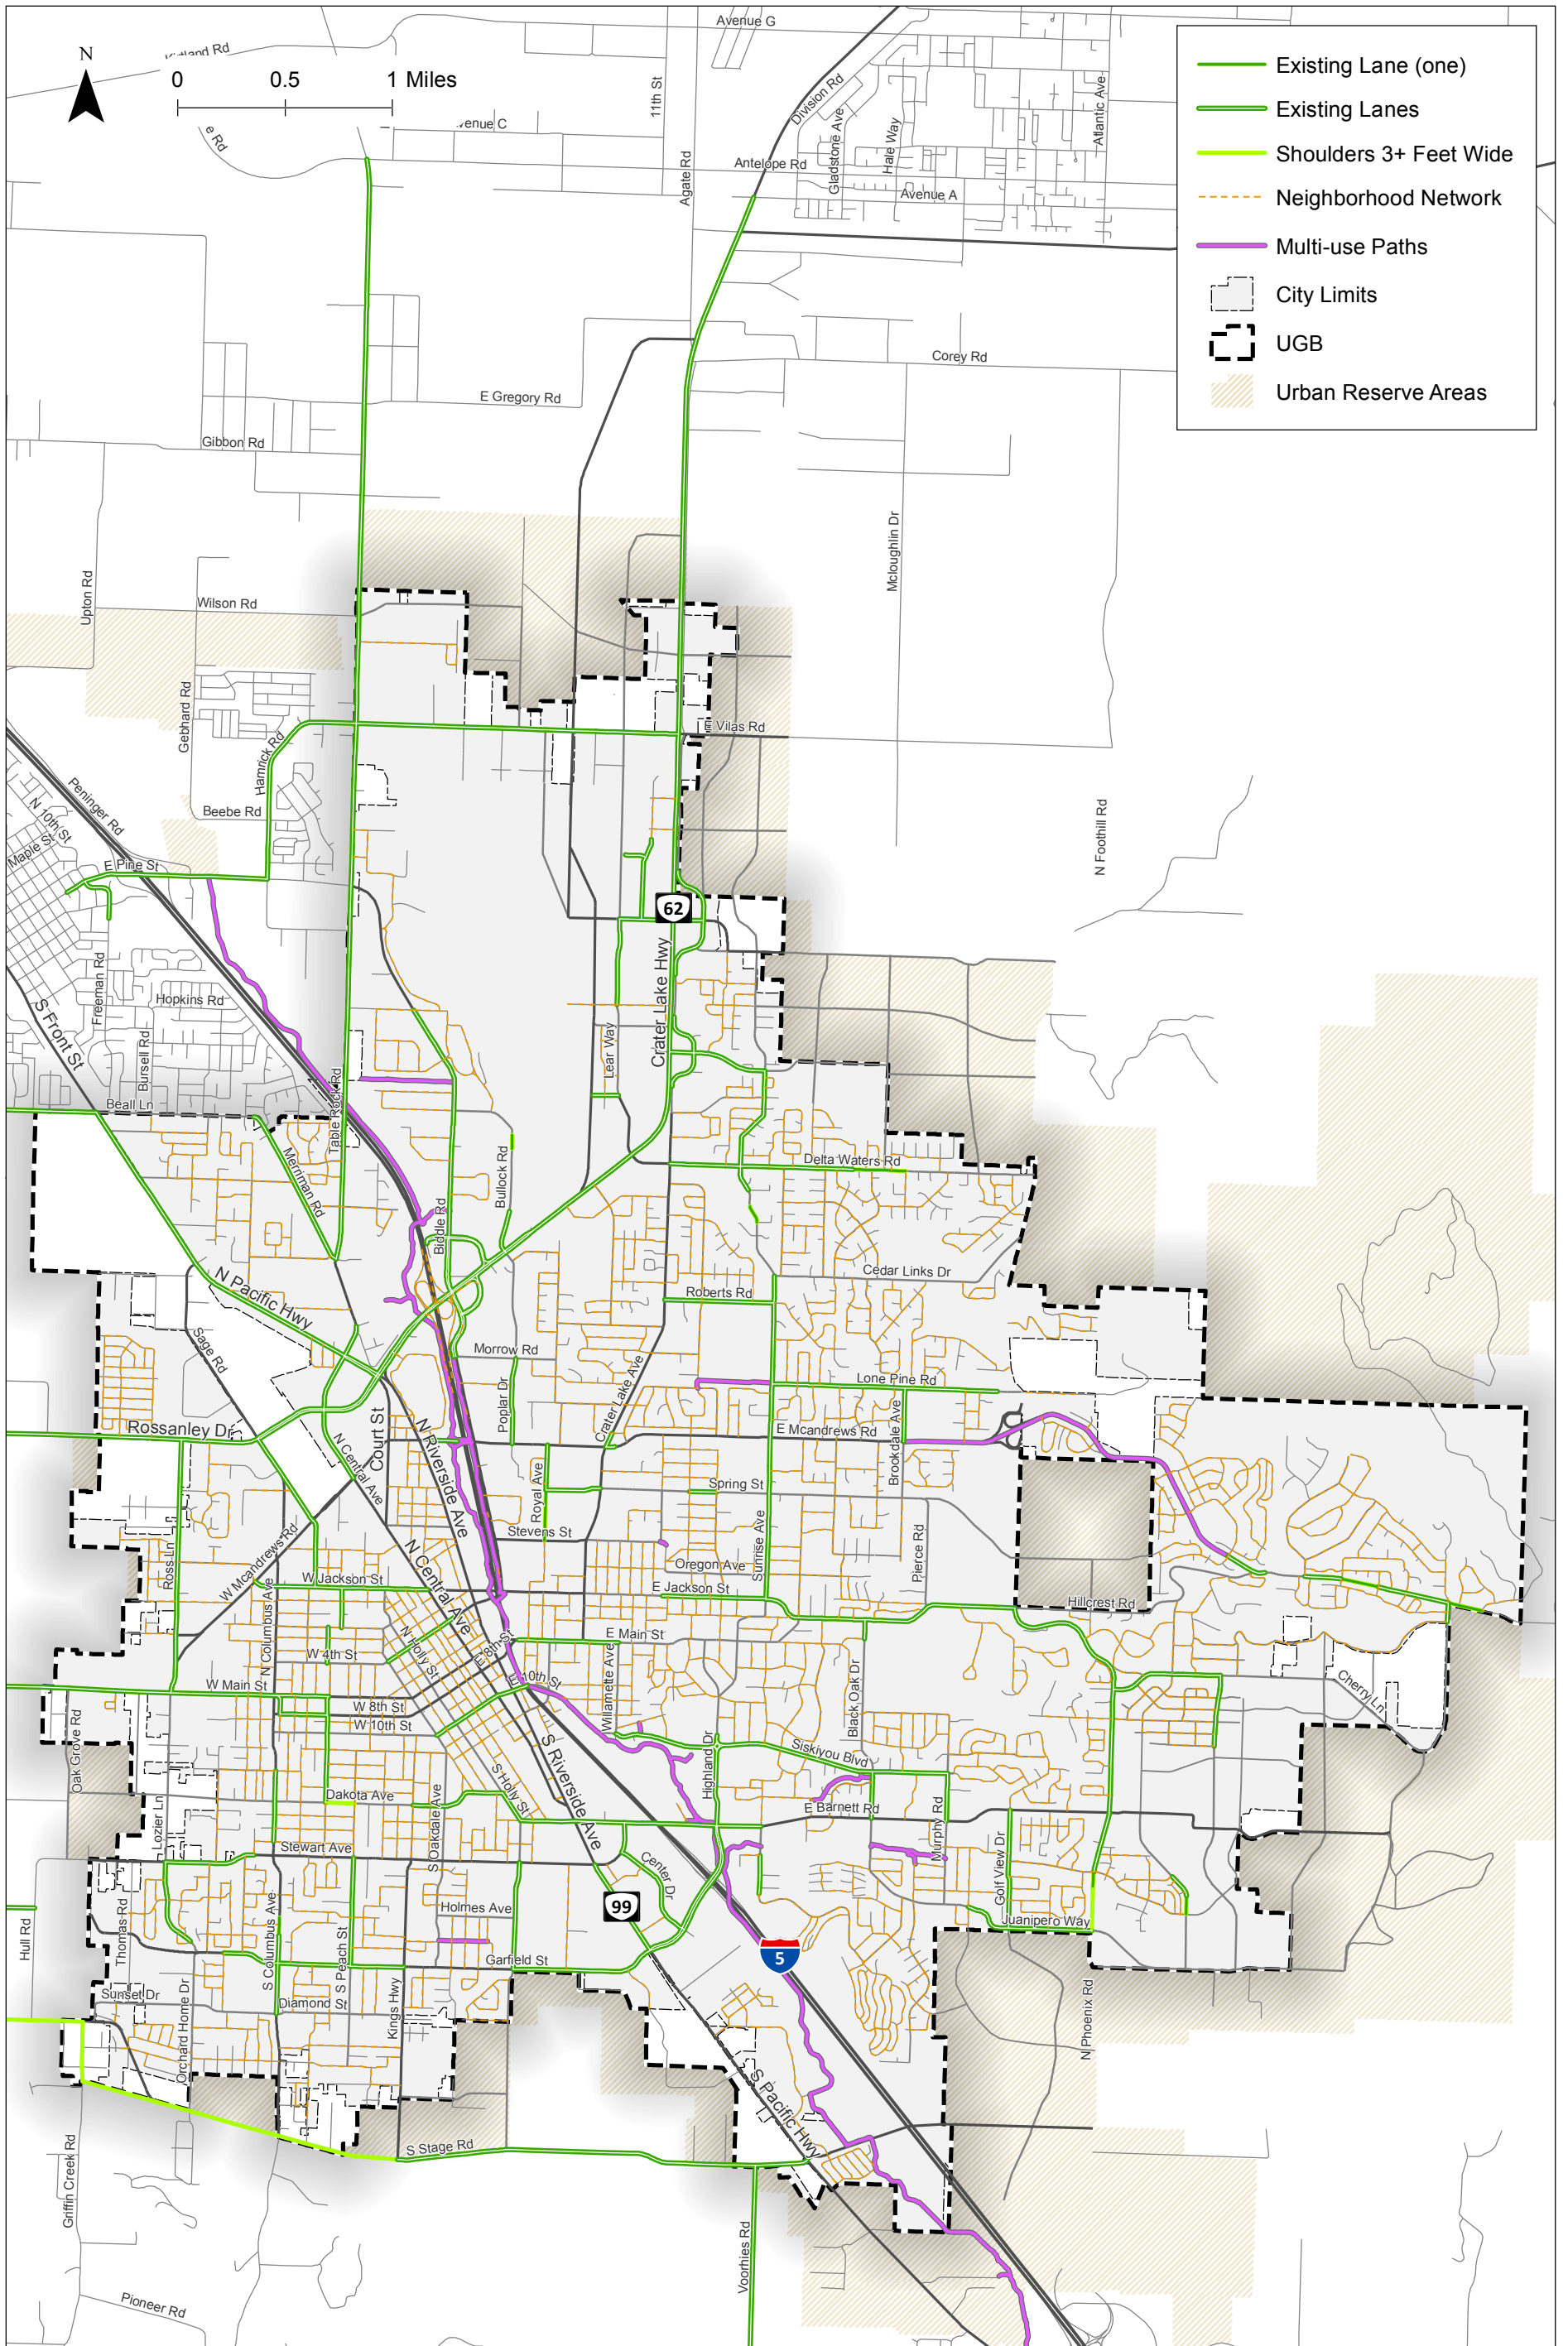 Avenue G
Kirtland Rd
N
0 0.5 1 Miles
Existing Lane (one)
Existing Lanes
Shoulders 3+ Feet Wide
Neighborhood Network
Multi-use Paths
City Limits
UGB
Urban Reserve Areas
11th St
Division Rd
Gladstone Ave
Hale Way
Atlantic Ave
venue C
e Rd
Antelope Rd
Agate Rd
Avenue A
Corey Rd
E Gregory Rd
Gibbon Rd
Mcloughlin Dr
Upton Rd
Wilson Rd
Gebhard Rd
E Vilas Rd
Hamrick Rd
Peninger Rd
N 10th St
Beebe Rd
Maple St
E Pine St
N Foothill Rd
62
Crater Lake Hwy
Freeman Rd
Hopkins Rd
S Front St
Bursell Rd
Lear Way
Beall Ln
Table Rock Rd
Merriman Rd
Bullock Rd
Delta Waters Rd
Biddle Rd
Cedar Links Dr
N Pacific Hwy
Roberts Rd
Sage Rd
Morrow Rd
Lone Pine Rd
Poplar Dr
Crater Lake Ave
Court St
Rossanley Dr
N Riverside Ave
E Mcandrews Rd
Brookdale Ave
N Central Ave
Royal Ave
Spring St
Stevens St
W Mcandrews Rd
Ross Ln
N Central Ave
Oregon Ave
Sunrise Ave
Pierce Rd
W Jackson St
E Jackson St
Hillcrest Rd
N Columbus Ave
N Holly St
E 8th St
E Main St
W 4th St
E 10th St
Willamette Ave
Black Oak Dr
Cherry Ln
W Main St
W 8th St
W 10th St
Oak Grove Rd
S Riverside Ave
Highland Dr
Siskiyou Blvd
S Holly St
Dakota Ave
S Oakdale Ave
E Barnett Rd
Murphy Rd
Lozier Ln
Stewart Ave
Center Dr
Golf View Dr
99
Holmes Ave
Juanipero Way
Hull Rd
Thomas Rd
S Columbus Ave
S Peach St
Garfield St
5
Sunset Dr
Orchard Home Dr
Diamond St
Kings Hwy
N Phoenix Rd
S Pacific Hwy
S Stage Rd
Griffin Creek Rd
Voorhies Rd
Pioneer Rd